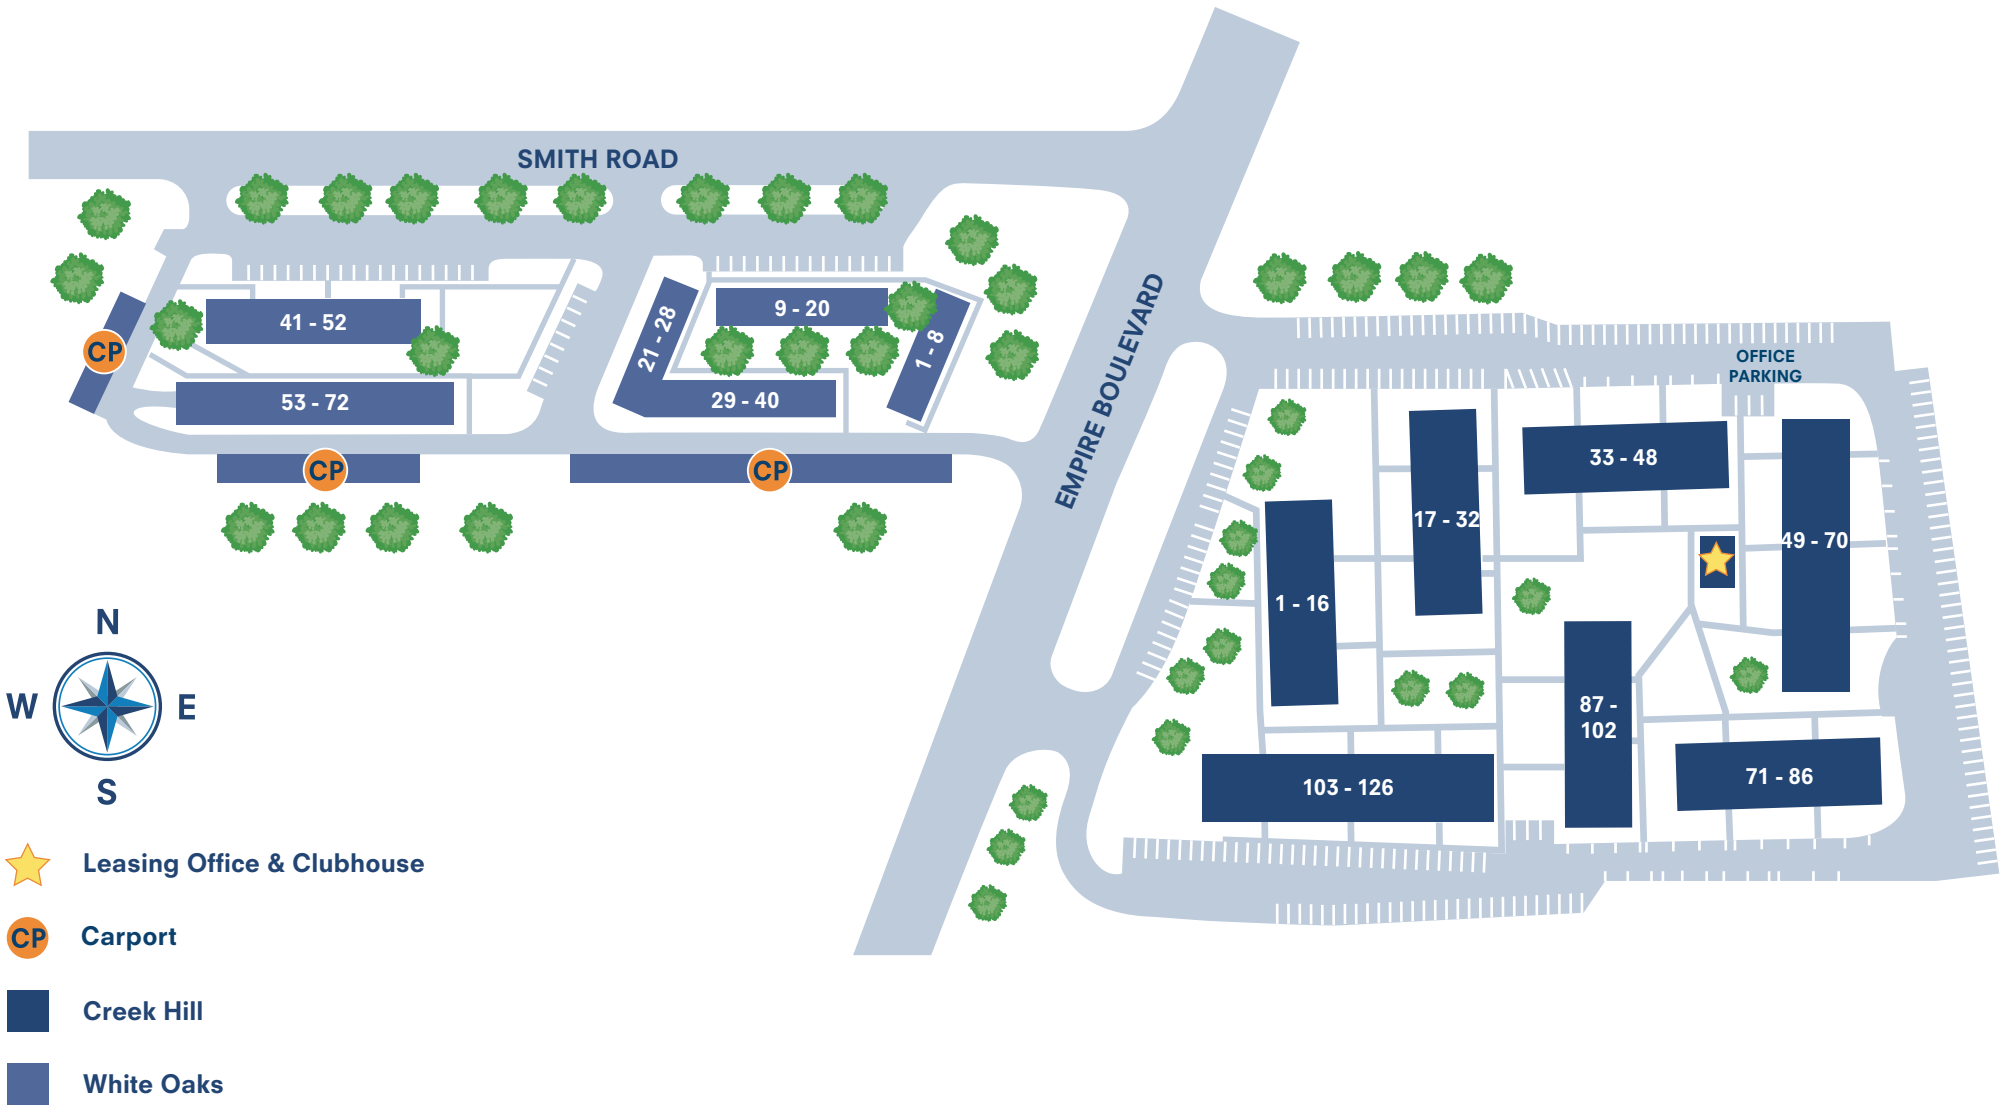 SMITH ROAD
EMPIRE BOULEVARD
41 - 52
53 - 72
21 - 28
9 - 20
1 - 8
29 - 40
CP
CP
CP
OFFICE
PARKING
33 - 48
17 - 32
49 - 70
1 - 16
87 -
102
103 - 126
71 - 86
N
W
E
S
Leasing Office & Clubhouse
CP
Carport
Creek Hill
White Oaks